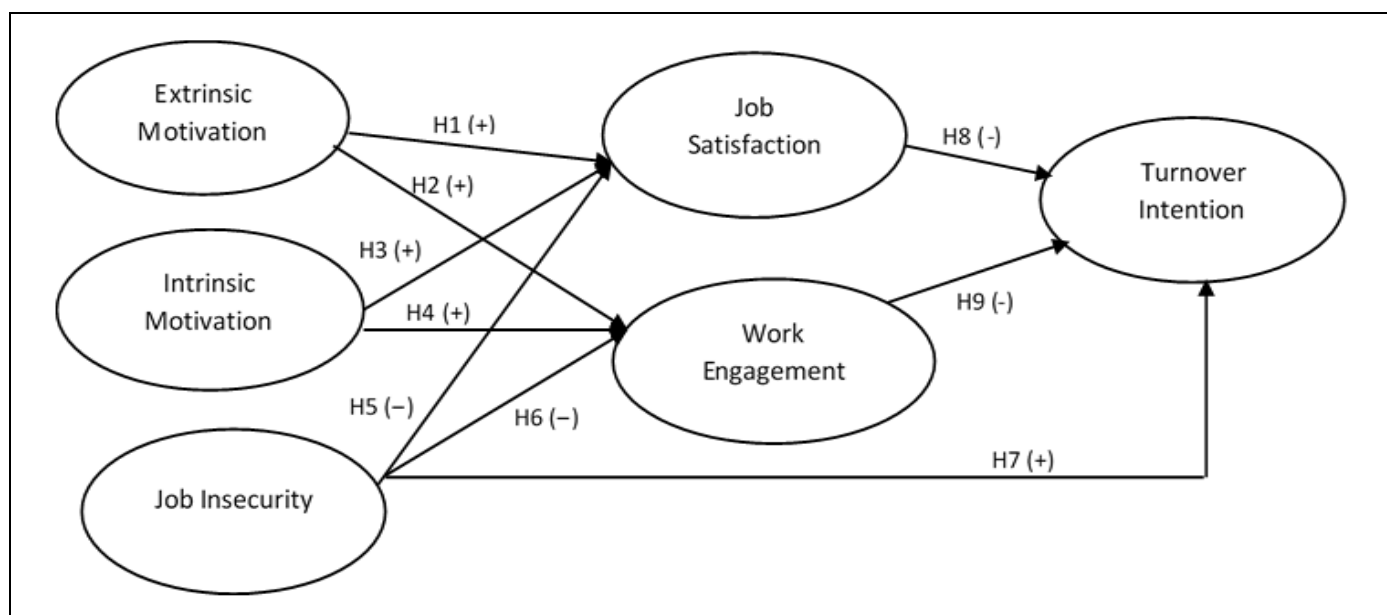 Extrinsic
Motivation
H1 (+)
Job
Satisfaction
H8 (-)
Turnover
Intention
H2 (+)
H3 (+)
Intrinsic
Motivation
H4 (+)
Work
Engagement
H9 (-)
H5 (–)
H6 (–)
H7 (+)
Job Insecurity